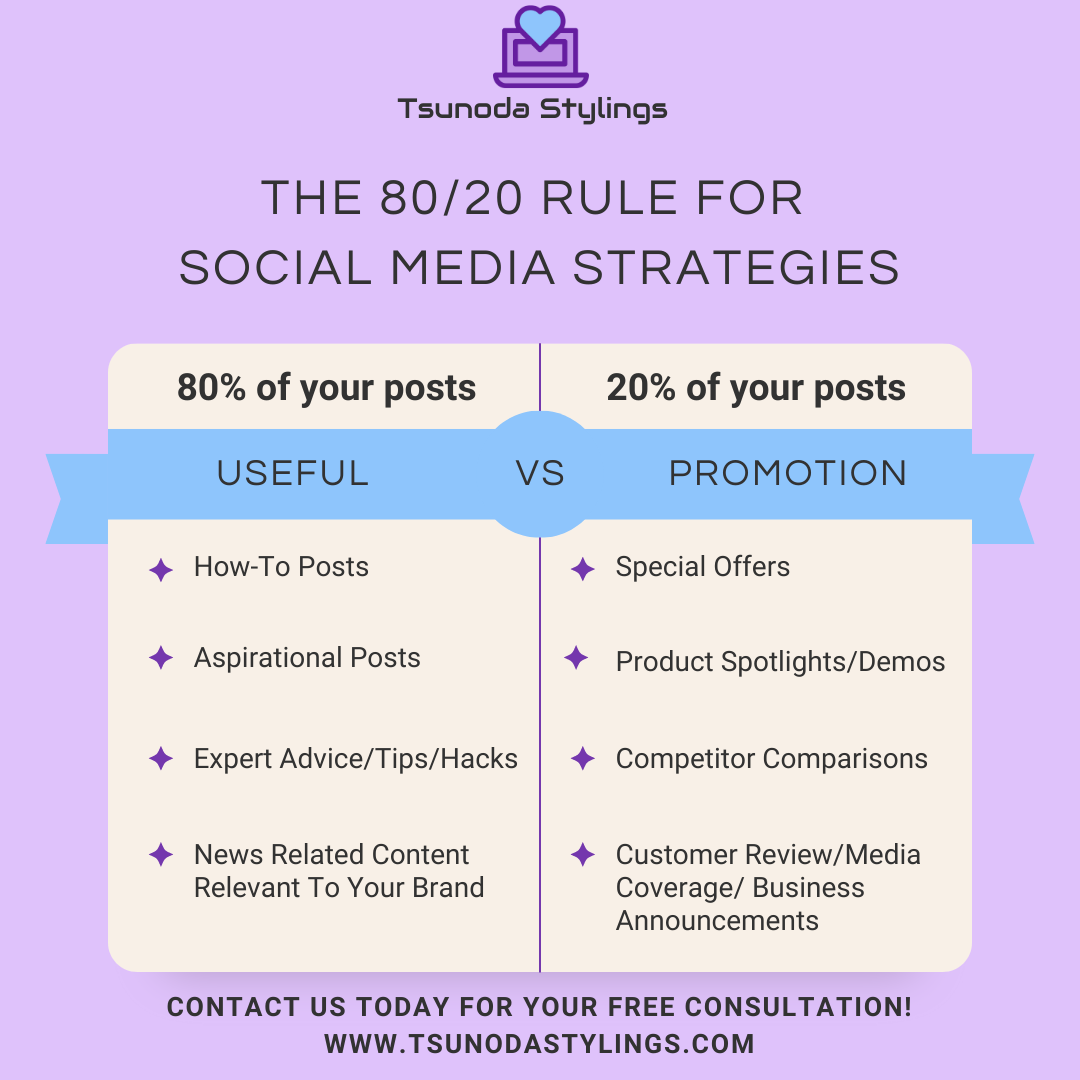 Tsunoda Stylings
THE 80/20 RULE FOR
SOCIAL MEDIA STRATEGIES
80% of your posts
20% of your posts
USEFUL
VS
PROMOTION
How-To Posts
Aspirational Posts
Expert Advice/Tips/Hacks
News Related Content
Relevant To Your Brand
Special Offers
Product Spotlights/Demos
Competitor Comparisons
Customer Review/Media
Coverage/ Business
Announcements
CONTACT US TODAY FOR YOUR FREE CONSULTATION!
WWW.TSUNODASTYLINGS.COM